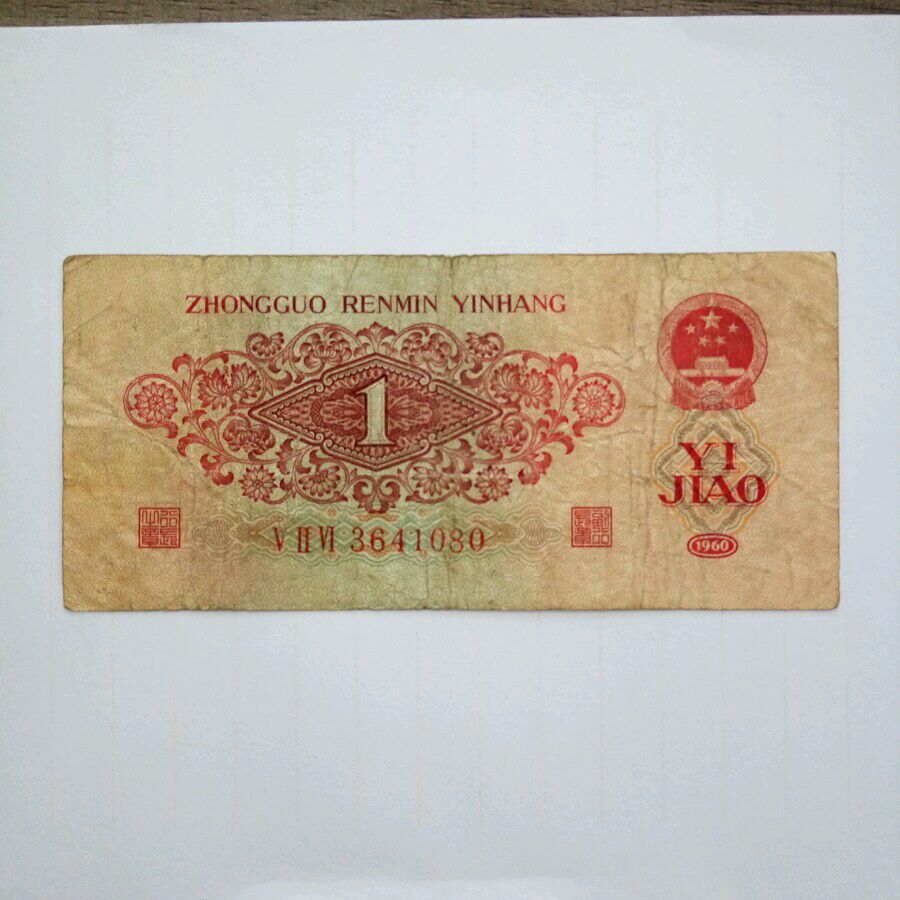 ZHONGGUO RENMIN YINHANG
1
YI
JIAO
V II VI 3641080
1960